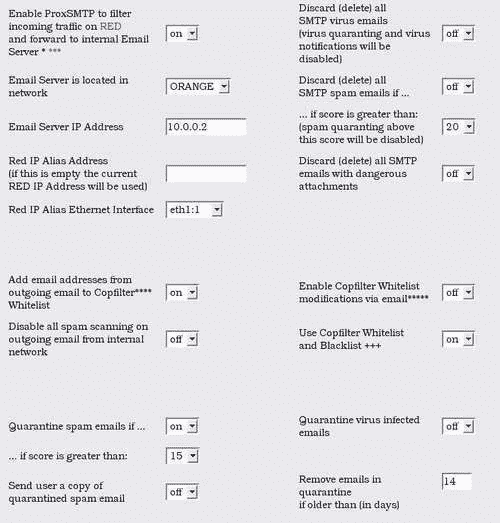 Enable ProxSMTP to filter
incoming traffic on RED
and forward to internal Email
Server * ***
on
Discard (delete) all
SMTP virus emails
(virus quaranting and virus
notifications will be
disabled)
off
Email Server is located in
network
ORANGE
Discard (delete) all
SMTP spam emails if ...
off
Email Server IP Address
10.0.0.2
... if score is greater than:
(spam quaranting above
this score will be disabled)
20
Red IP Alias Address
(if this is empty the current
RED IP Address will be used)
Discard (delete) all SMTP
emails with dangerous
attachments
off
Red IP Alias Ethernet Interface
eth1:1
Add email addresses from
outgoing email to Copfilter****
Whitelist
on
Enable Copfilter Whitelist
modifications via email*****
off
Disable all spam scanning on
outgoing email from internal
network
off
Use Copfilter Whitelist
and Blacklist +++
on
Quarantine spam emails if ...
on
Quarantine virus infected
emails
off
... if score is greater than:
15
Send user a copy of
quarantined spam email
off
Remove emails in
quarantine
if older than (in days)
14